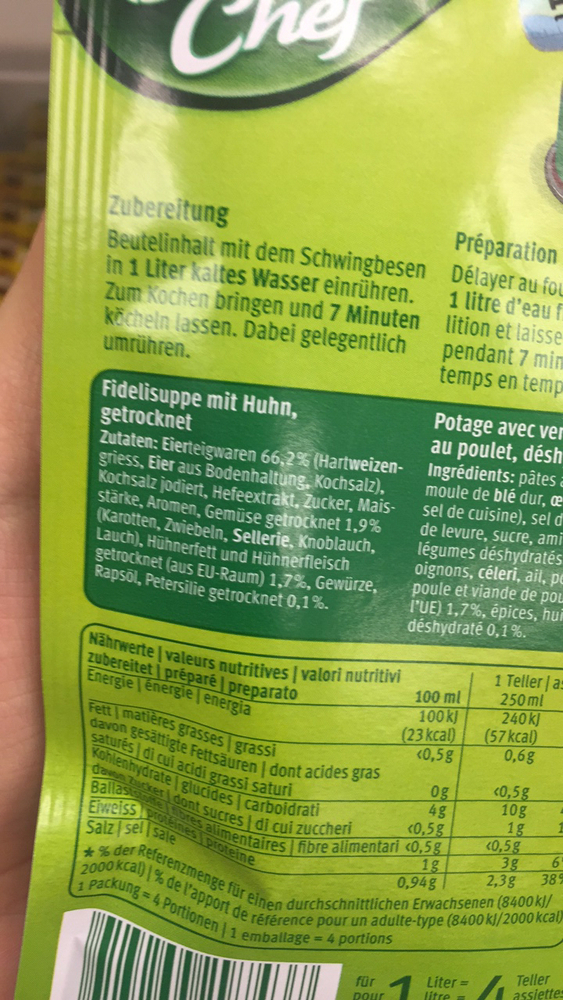 Chef
Zubereitung
Beutelinhalt mit dem Schwingbesen
in 1 Liter kaltes Wasser einrühren.
Zum Kochen bringen und 7 Minuten
köcheln lassen. Dabei gelegentlich
umrühren.
Préparation
Délayer au
1 litre d'eau
lition et
pendant 7
temps en
Fidelisuppe mit Huhn,
getrocknet
Zutaten: Eierteigwaren 66,2% (Hartweizen-
griess, Eier aus Bodenhaltung, Kochsalz),
Kochsalz jodiert, Hefeextrakt, Zucker, Mais-
stärke, Aromen, Gemüse getrocknet 1,9%
(Karotten, Zwiebeln, Sellerie, Knoblauch,
Lauch), Hühnerfett und Hühnerfleisch
getrocknet (aus EU-Raum) 1,7%, Gewürze,
Rapsöl, Petersilie getrocknet 0,1%.
Potage avec
au poulet,
Ingrédients: pâtes
moule de blé dur,
sel de cuisine), sel
de levure, sucre,
légumes déshydratés
oignons, céleri, ail,
poule et viande de
l'UE) 1,7%, épices,
déshydraté 0,1%.
Nährwerte | valeurs nutritives | valori nutritivi
zubereitet | préparé | preparato 100 ml 1 Teller |
250 ml
Energie | énergie | energia 100 kJ 240 kJ
(23 kcal) (57 kcal)
Fett | matières grasses | grassi <0,5g 0,6g
davon gesättigte Fettsäuren | dont acides gras
saturés | di cui acidi grassi saturi 0g <0,5g
Kohlenhydrate | glucides | carboidrati 4g 10g
davon Zucker | dont sucres | di cui zuccheri <0,5g 1g
Ballaststoffe | fibres alimentaires | fibre alimentari <0,5g <0,5g
Eiweiss | protéines | proteine 1g 3g
Salz | sel | sale 0,94g 2,3g 38%
* % der Referenzmenge für einen durchschnittlichen Erwachsenen (8400 kJ/
2000 kcal) | % de l'apport de référence pour un adulte-type (8400 kJ/2000 kcal)
1 Packung = 4 Portionen | 1 emballage = 4 portions
für
pour
1
Liter =
litre =
4
Teller
assiettes